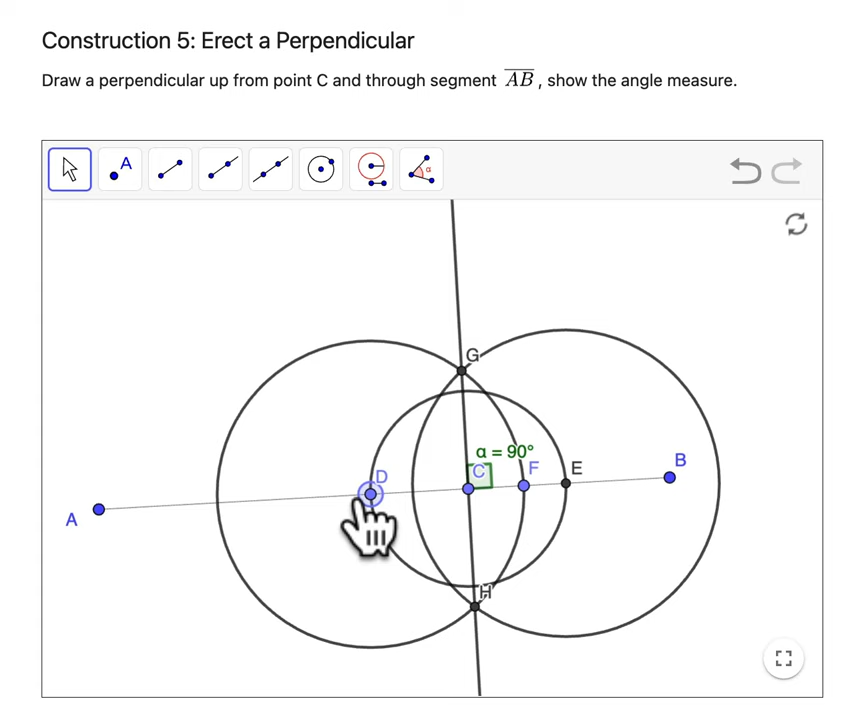 Construction 5: Erect a Perpendicular
Draw a perpendicular up from point C and through segment AB, show the angle measure.
A
α
G
α = 90°
B
D
C
F
E
A
H